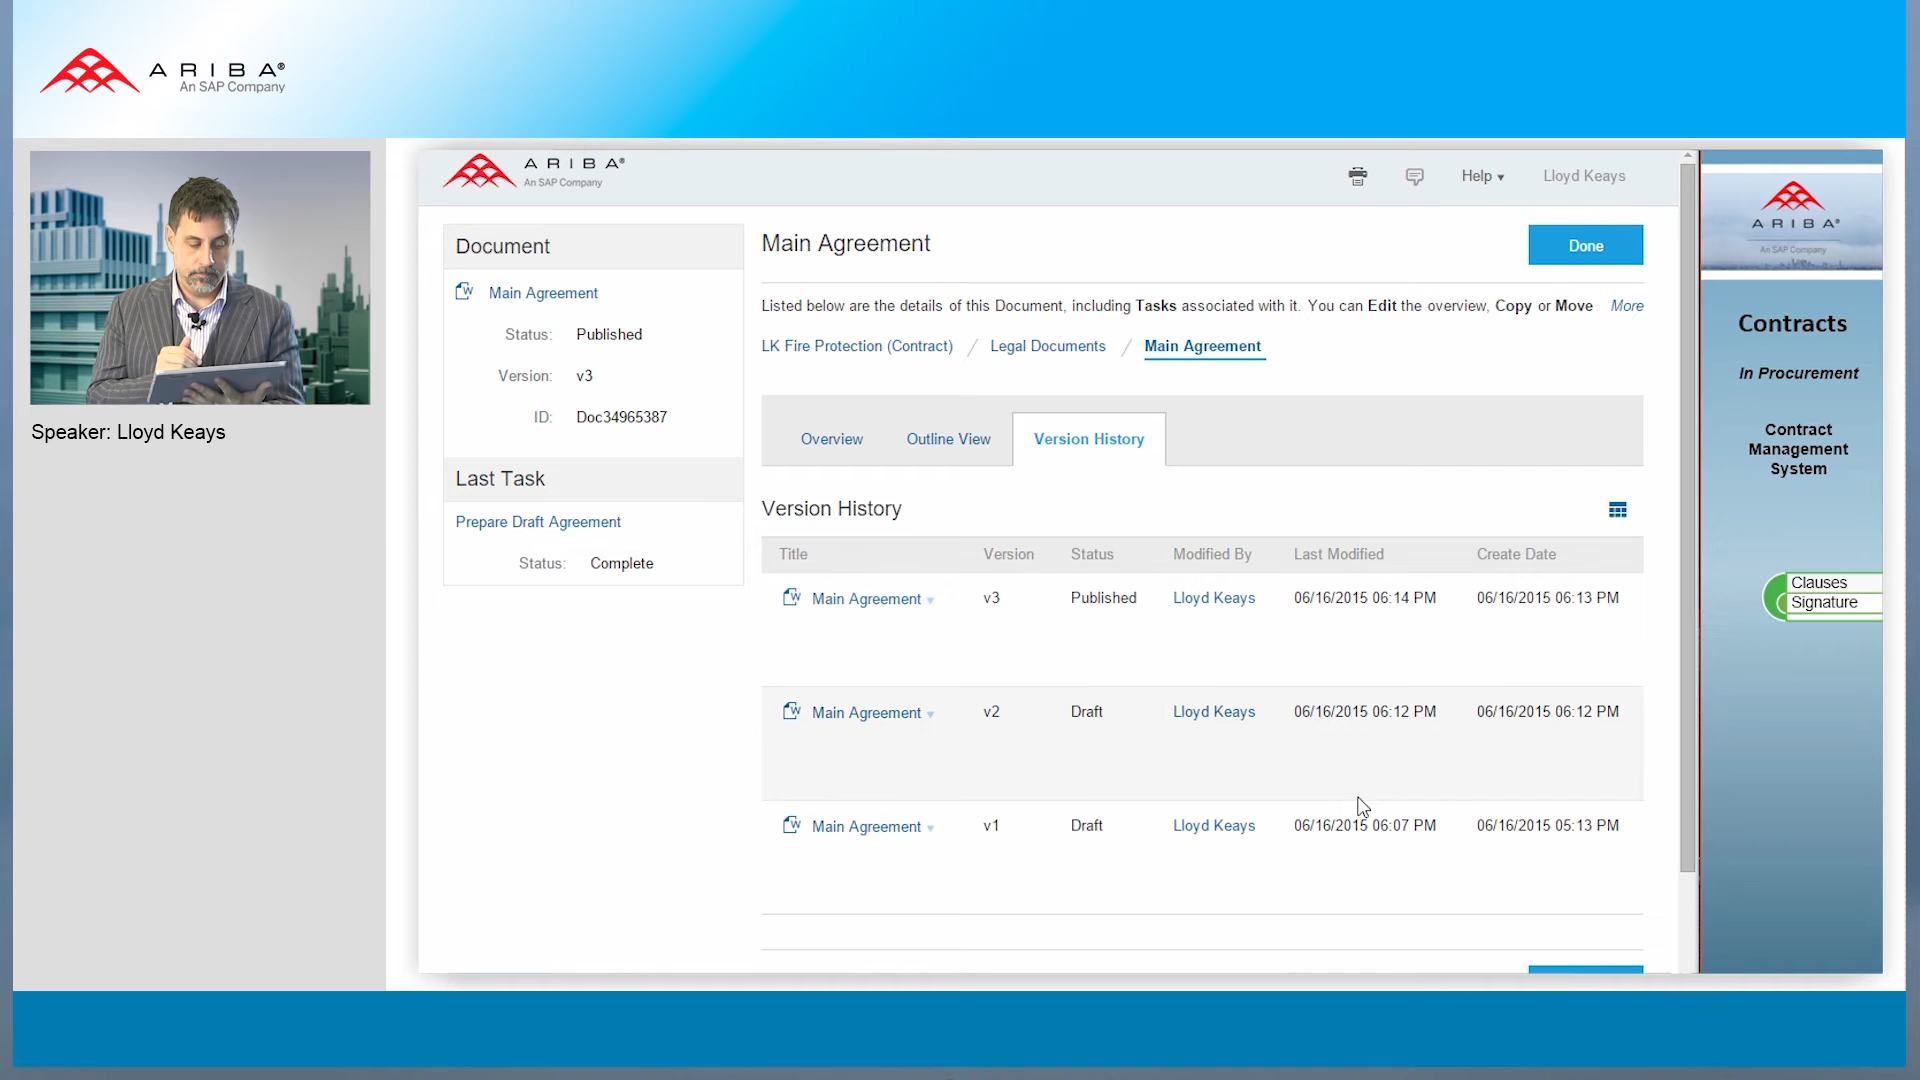 ARIBA®
An SAP Company
Speaker: Lloyd Keays
ARIBA®
An SAP Company
Help
Lloyd Keays
Document
Main Agreement
Status: Published
Version: v3
ID: Doc34965387
Last Task
Prepare Draft Agreement
Status: Complete
Main Agreement
Done
Listed below are the details of this Document, including Tasks associated with it. You can Edit the overview, Copy or Move More
LK Fire Protection (Contract) / Legal Documents / Main Agreement
Overview
Outline View
Version History
Version History
Title Version Status Modified By Last Modified Create Date
Main Agreement v3 Published Lloyd Keays 06/16/2015 06:14 PM 06/16/2015 06:13 PM
Main Agreement v2 Draft Lloyd Keays 06/16/2015 06:12 PM 06/16/2015 06:12 PM
Main Agreement v1 Draft Lloyd Keays 06/16/2015 06:07 PM 06/16/2015 05:13 PM
ARIBA®
An SAP Company
Contracts
In Procurement
Contract
Management
System
Clauses
Signature